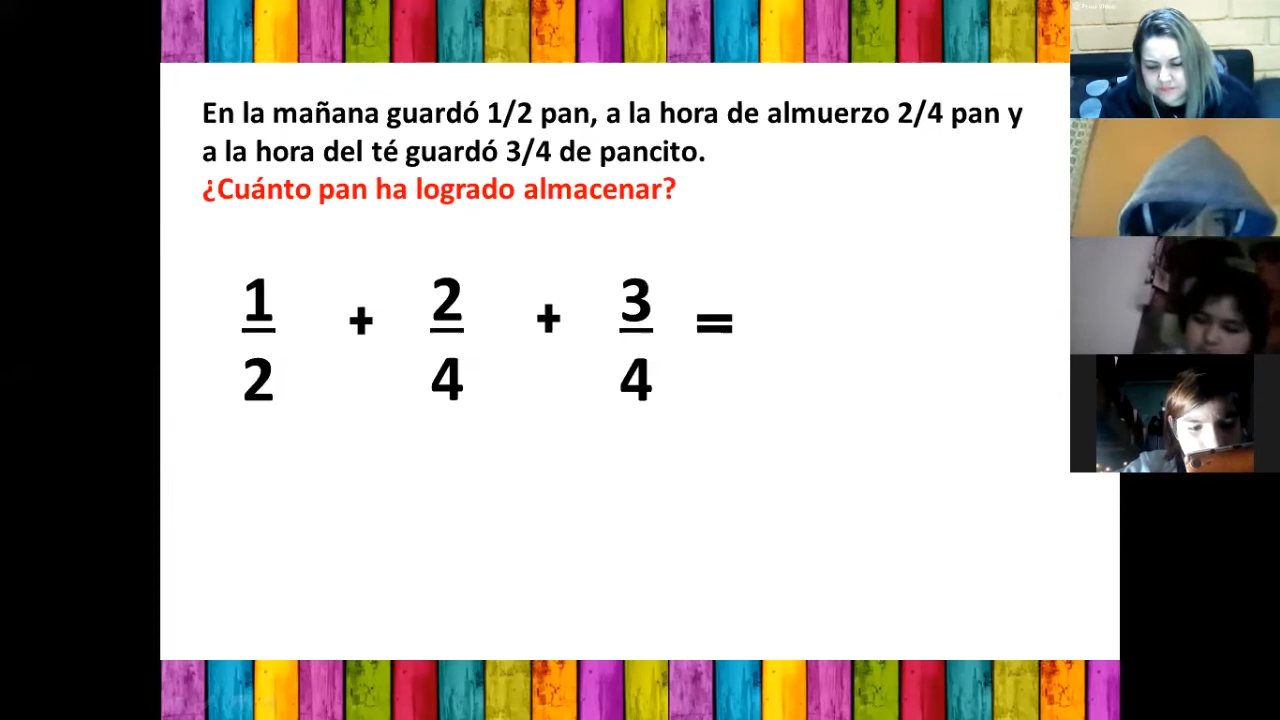 En la mañana guardó 1/2 pan, a la hora de almuerzo 2/4 pan y
a la hora del té guardó 3/4 de pancito.
¿Cuánto pan ha logrado almacenar?
1 2 3
+ + =
2 4 4